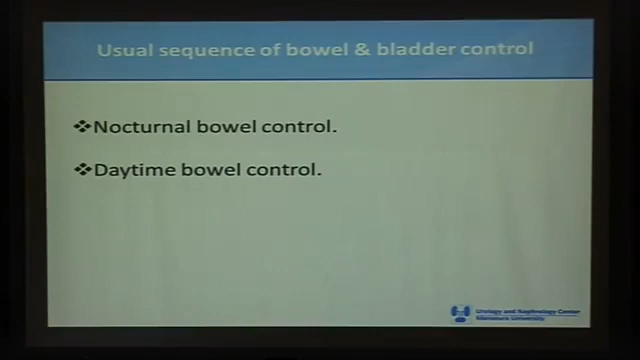 Usual sequence of bowel & bladder control
❖Nocturnal bowel control.
❖Daytime bowel control.
Urology and Nephrology Center
Mansoura University